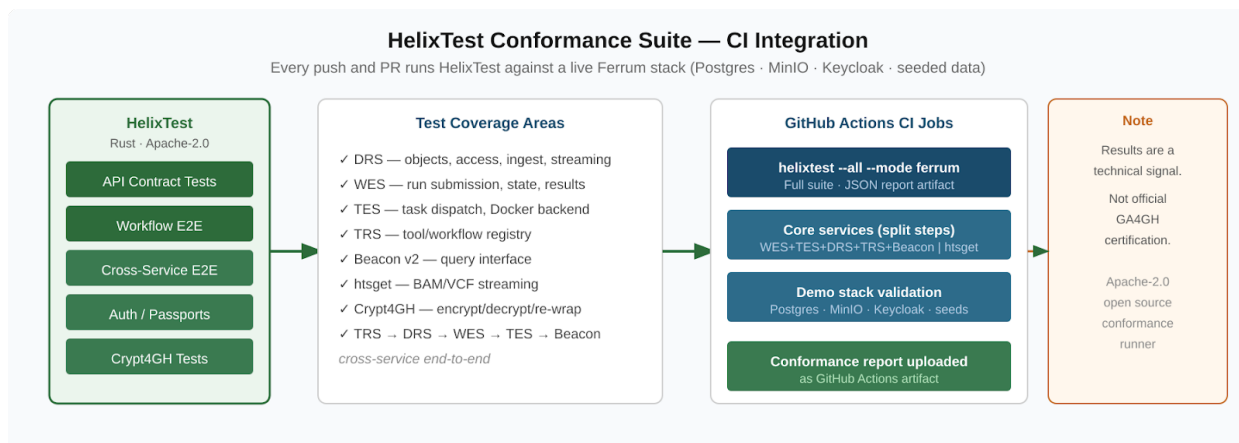 HelixTest Conformance Suite — CI Integration
Every push and PR runs HelixTest against a live Ferrum stack (Postgres · MinIO · Keycloak · seeded data)
HelixTest
Rust · Apache-2.0
API Contract Tests
Workflow E2E
Cross-Service E2E
Auth / Passports
Crypt4GH Tests
Test Coverage Areas
✓ DRS — objects, access, ingest, streaming
✓ WES — run submission, state, results
✓ TES — task dispatch, Docker backend
✓ TRS — tool/workflow registry
✓ Beacon v2 — query interface
✓ htsget — BAM/VCF streaming
✓ Crypt4GH — encrypt/decrypt/re-wrap
✓ TRS → DRS → WES → TES → Beacon
cross-service end-to-end
GitHub Actions CI Jobs
helixtest --all --mode ferrum
Full suite · JSON report artifact
Core services (split steps)
WES+TES+DRS+TRS+Beacon | htsget
Demo stack validation
Postgres · MinIO · Keycloak · seeds
Conformance report uploaded
as GitHub Actions artifact
Note
Results are a
technical signal.
Not official
GA4GH
certification.
Apache-2.0
open source
conformance
runner